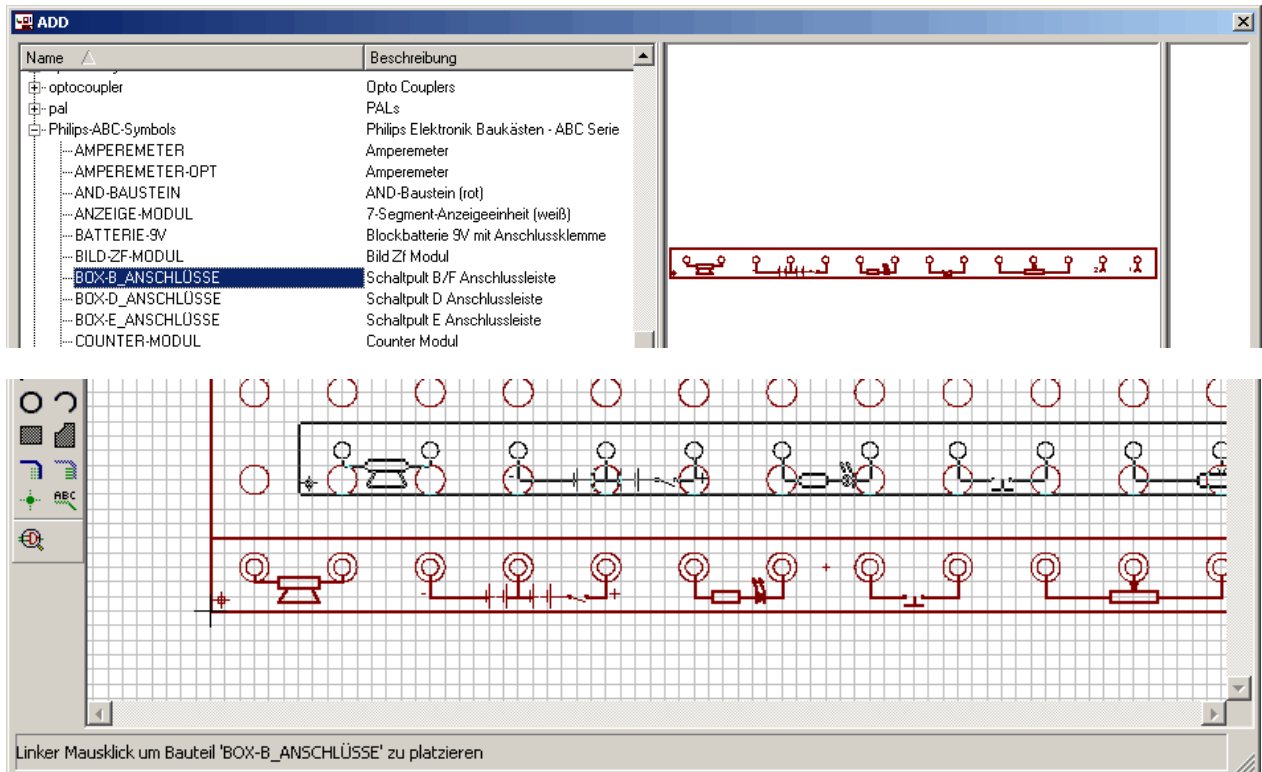 ADD
Name Beschreibung
optocoupler Opto Couplers
pal PALs
Philips-ABC-Symbols Philips Elektronik Baukästen - ABC Serie
AMPEREMETER Amperemeter
AMPEREMETER-OPT Amperemeter
AND-BAUSTEIN AND-Baustein (rot)
ANZEIGE-MODUL 7-Segment-Anzeigeeinheit (weiß)
BATTERIE-9V Blockbatterie 9V mit Anschlussklemme
BILD-ZF-MODUL Bild Zf Modul
BOX-B_ANSCHLÜSSE Schaltpult B/F Anschlussleiste
BOX-D_ANSCHLÜSSE Schaltpult D Anschlussleiste
BOX-E_ANSCHLÜSSE Schaltpult E Anschlussleiste
COUNTER-MODUL Counter Modul
ABC
Linker Mausklick um Bauteil 'BOX-B_ANSCHLÜSSE' zu platzieren